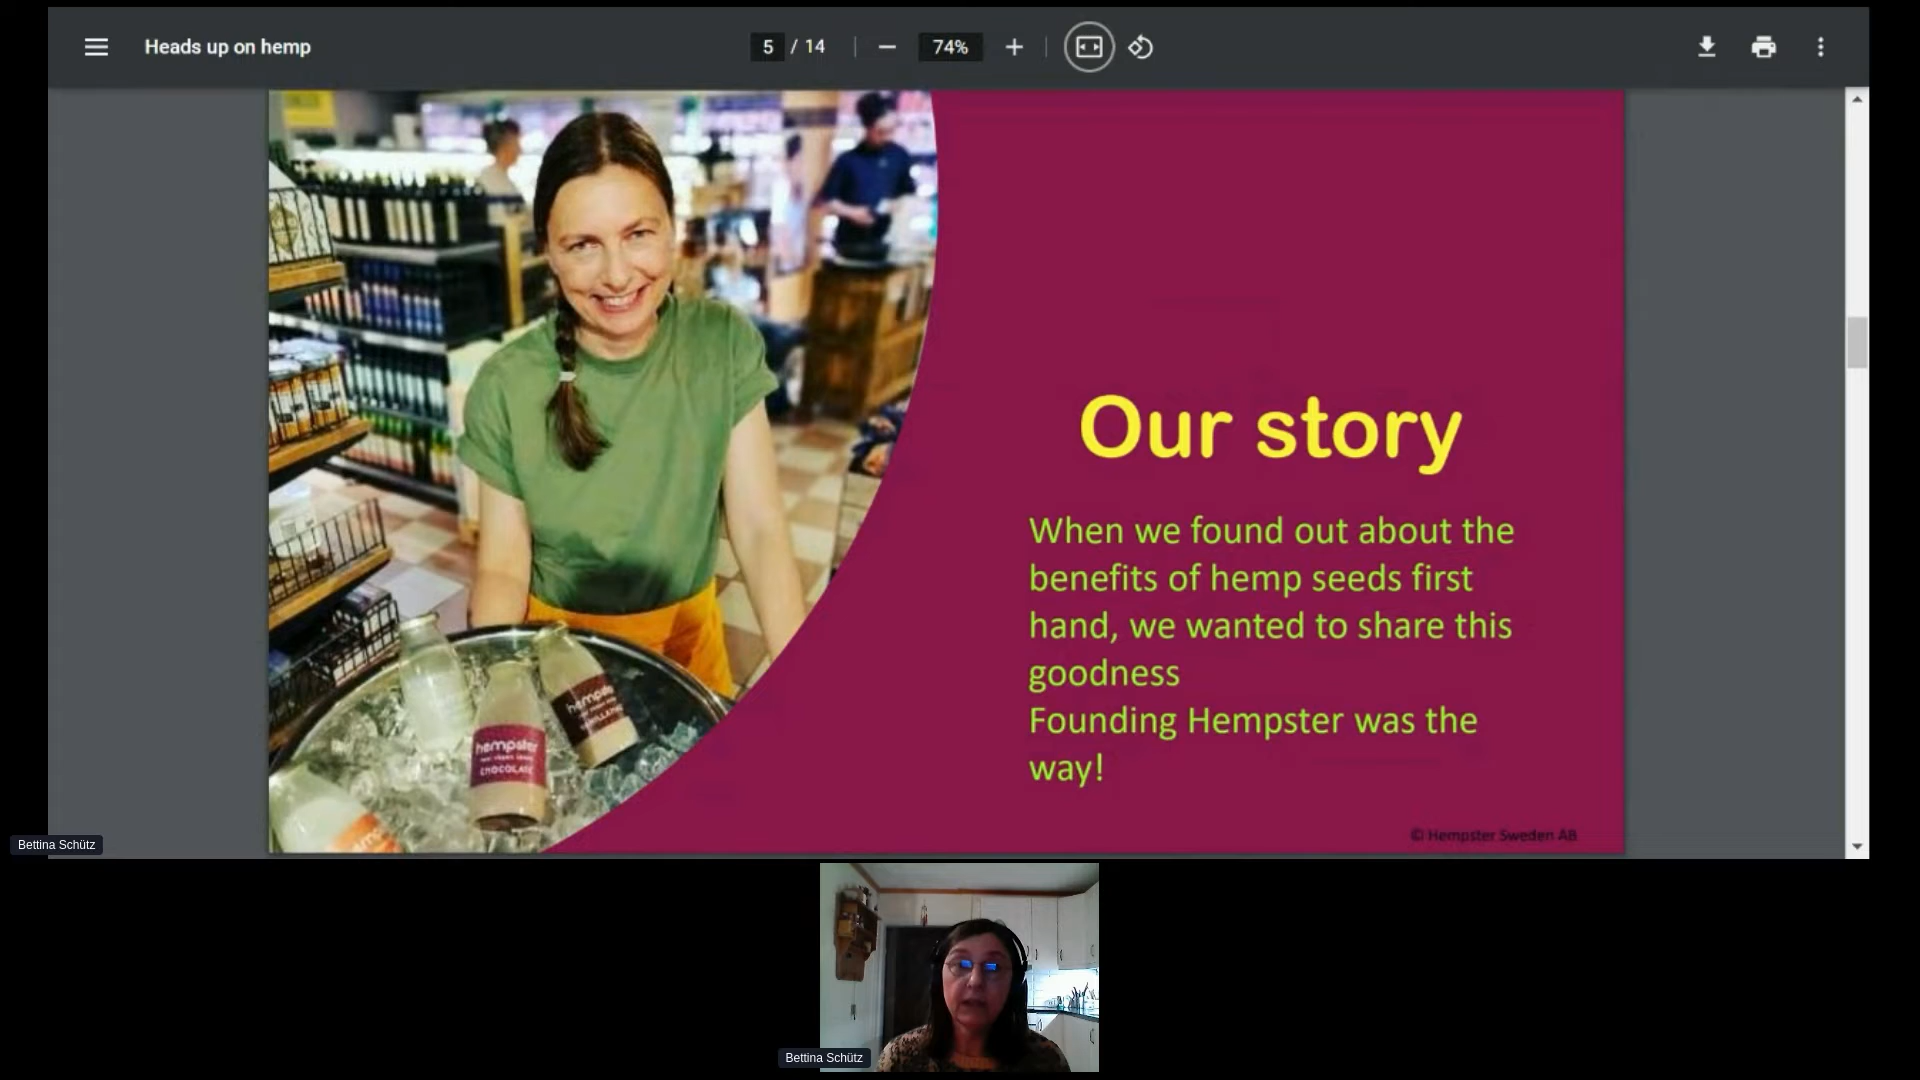 Heads up on hemp
5 / 14
74%
Our story
When we found out about the
benefits of hemp seeds first
hand, we wanted to share this
goodness
Founding Hempster was the
way!
hempster
CHOCOLATE
© Hempster Sweden AB
Bettina Schütz
Bettina Schütz